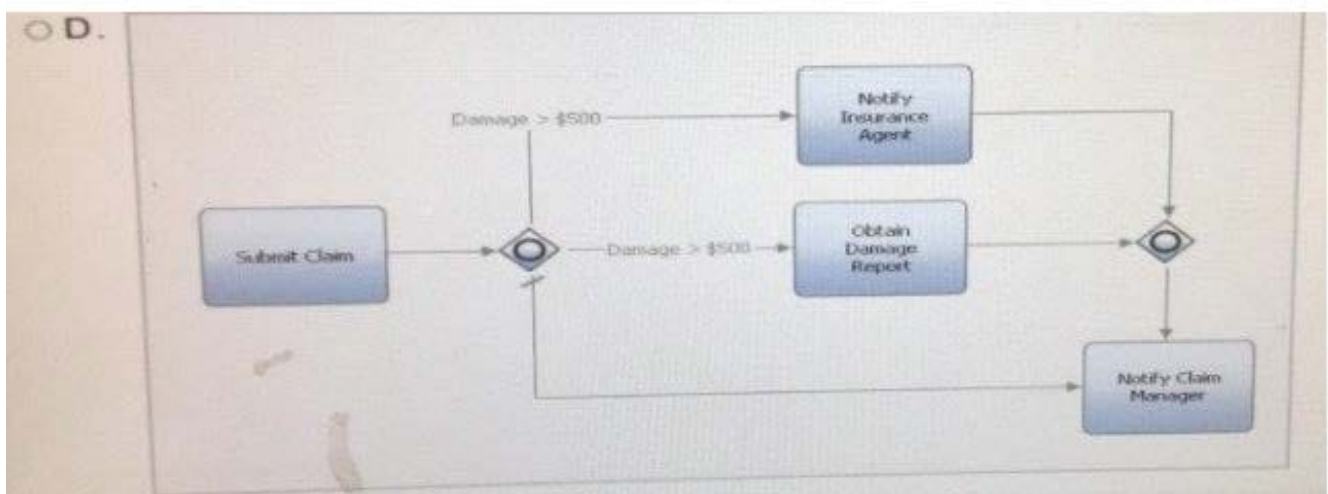 D.
Damage > $500
Notify
Insurance
Agent
Submit Claim
Damage > $500
Obtain
Damage
Report
Notify Claim
Manager